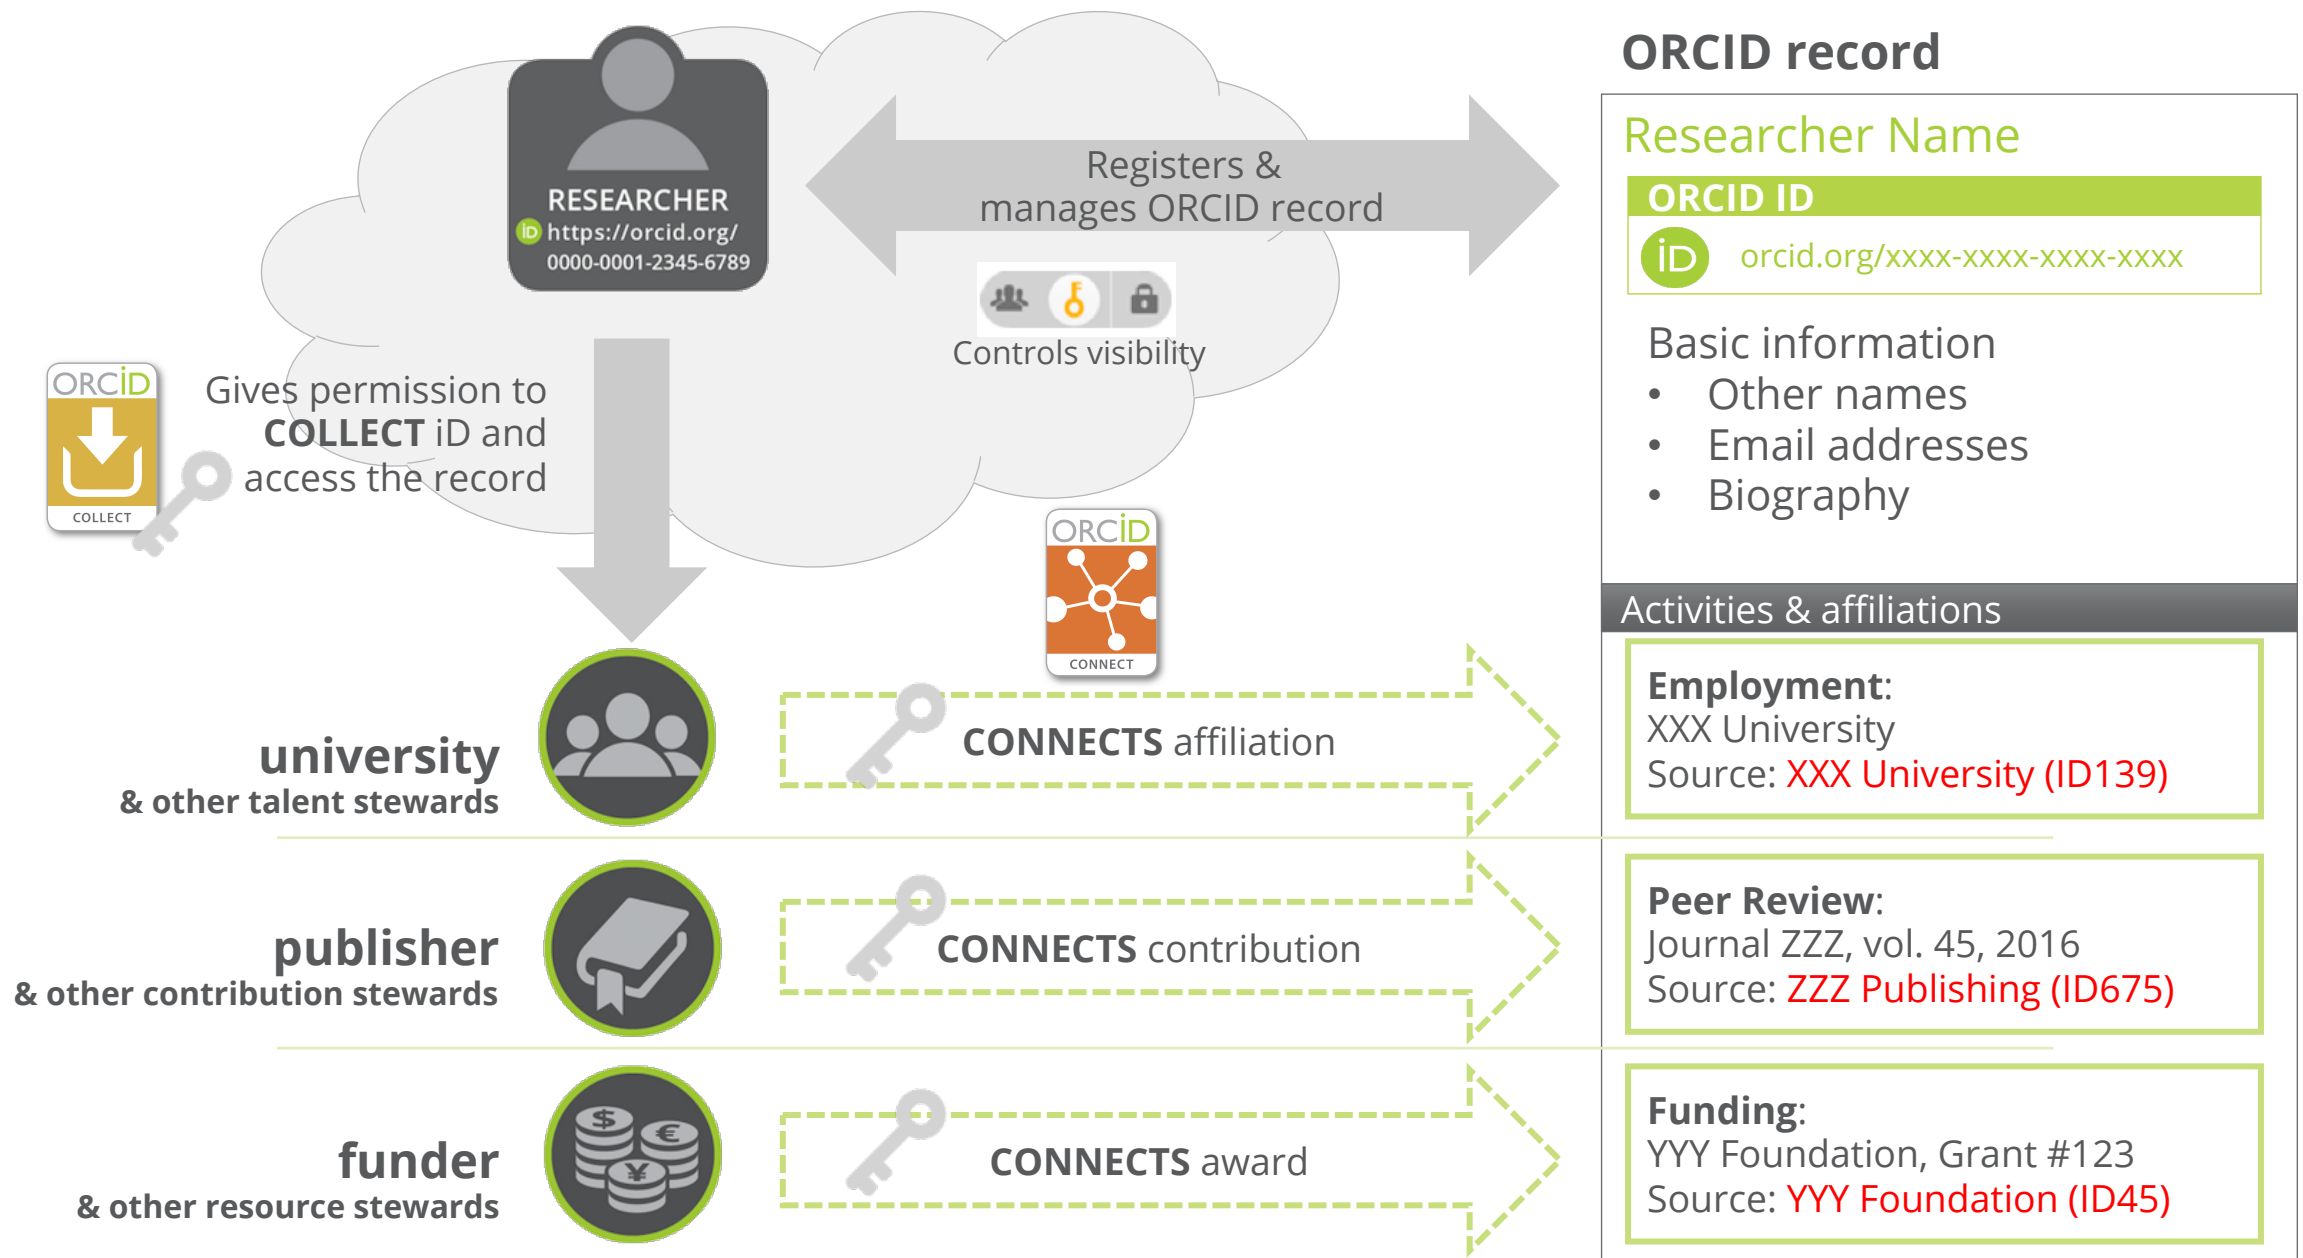 RESEARCHER
iD https://orcid.org/
0000-0001-2345-6789
Registers &
manages ORCID record
Controls visibility
ORCID
COLLECT
Gives permission to
COLLECT iD and
access the record
ORCID
CONNECT
university
& other talent stewards
CONNECTS affiliation
publisher
& other contribution stewards
CONNECTS contribution
$
€
¥
funder
& other resource stewards
CONNECTS award
ORCID record
Researcher Name
ORCID ID
iD orcid.org/xxxx-xxxx-xxxx-xxxx
Basic information
• Other names
• Email addresses
• Biography
Activities & affiliations
Employment:
XXX University
Source: XXX University (ID139)
Peer Review:
Journal ZZZ, vol. 45, 2016
Source: ZZZ Publishing (ID675)
Funding:
YYY Foundation, Grant #123
Source: YYY Foundation (ID45)